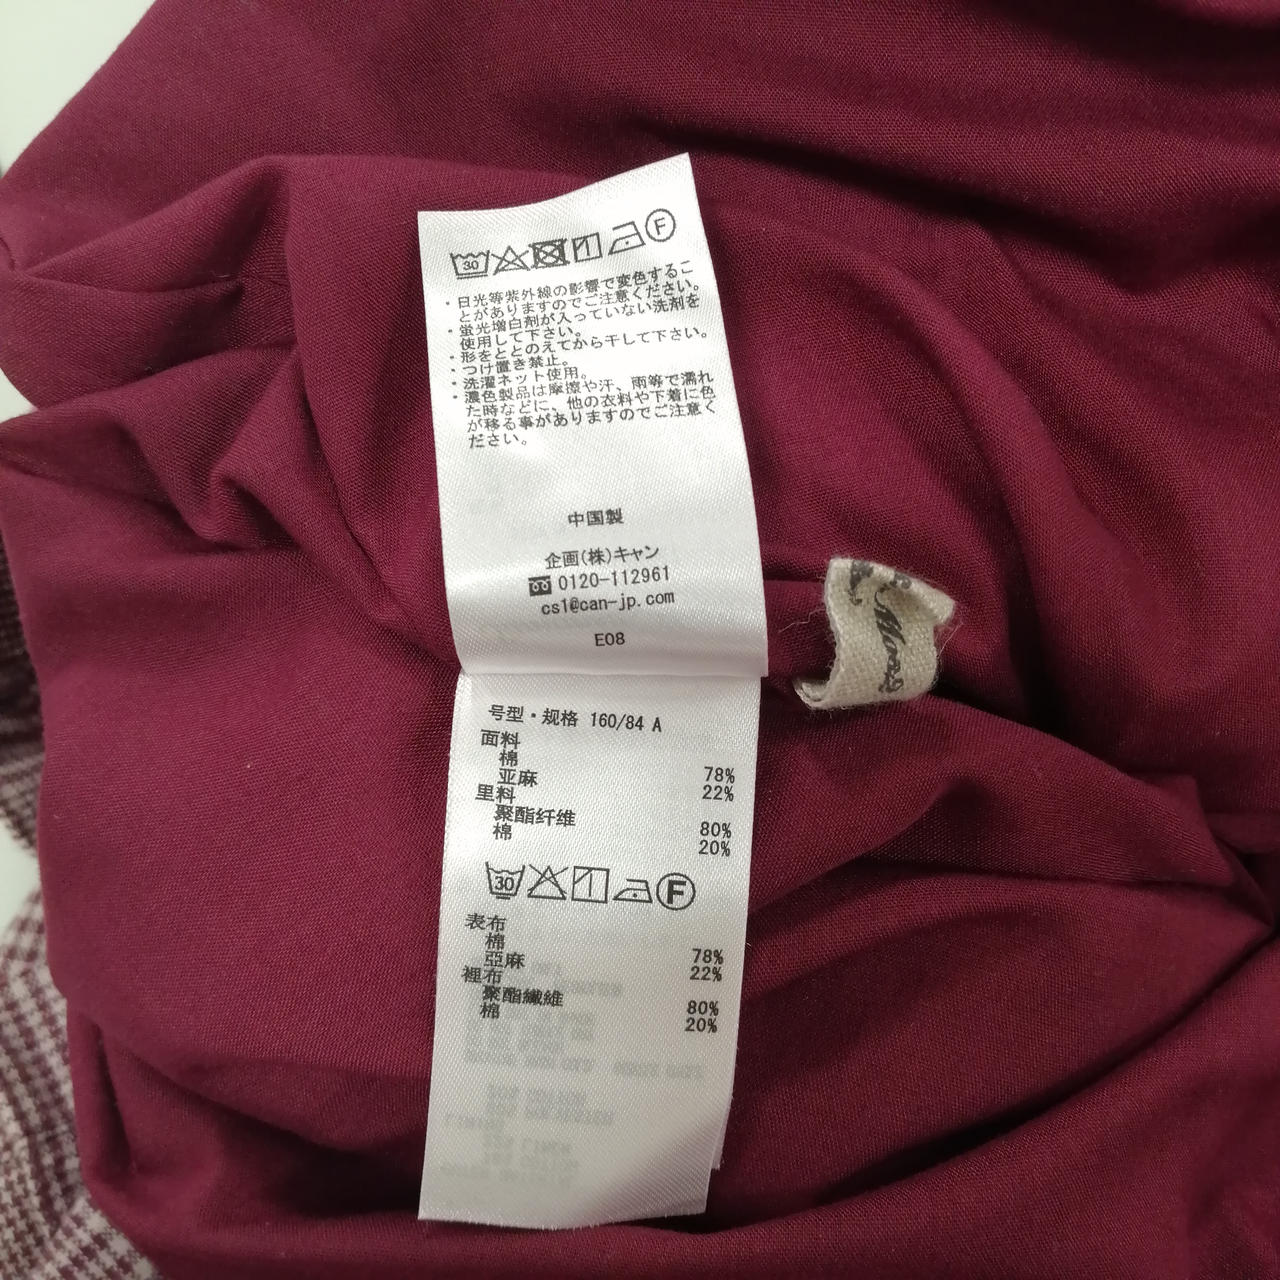 30 F
・日光等紫外線の影響で変色するこ
とがありますのでご注意ください。
・蛍光増白剤が入っていない洗剤を
使用して下さい。
・形をととのえてから干して下さい。
・つけ置き禁止。
・洗濯ネット使用。
・濃色製品は摩擦や汗、雨等で濡れ
た時などに、他の衣料や下着に色
が移る事がありますのでご注意く
ださい。
中国製
企画(株)キャン
0120-112961
cs1@can-jp.com
E08
号型・规格 160/84 A
面料
棉 78%
亚麻 22%
里料
聚酯纤维 80%
棉 20%
30 F
表布
棉 78%
亞麻 22%
裡布
聚酯纖維 80%
棉 20%